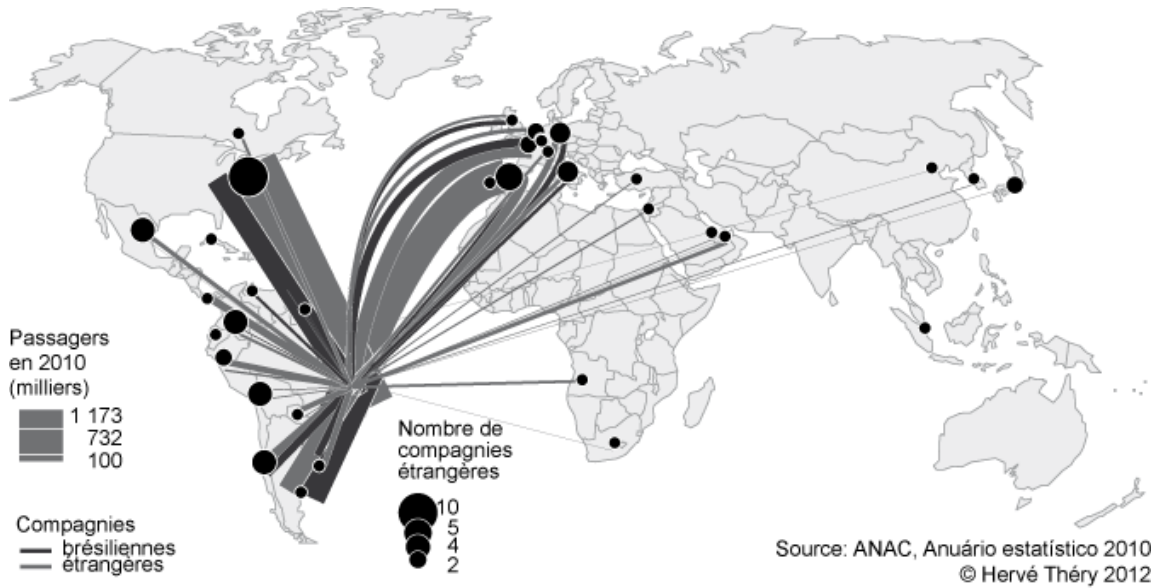 Passagers
en 2010
(milliers)
1 173
732
100
Compagnies
brésiliennes
étrangères
Nombre de
compagnies
étrangères
10
5
4
2
Source: ANAC, Anuário estatístico 2010
© Hervé Théry 2012